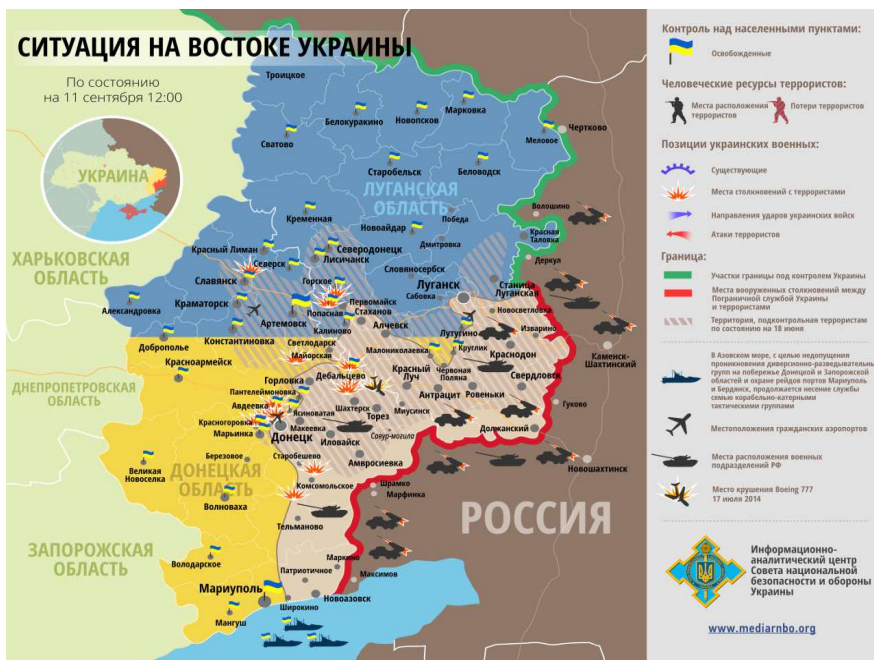 СИТУАЦИЯ НА ВОСТОКЕ УКРАИНЫ
По состоянию
на 11 сентября 12:00
УКРАИНА
ХАРЬКОВСКАЯ
ОБЛАСТЬ
ДНЕПРОПЕТРОВСКАЯ
ОБЛАСТЬ
ЗАПОРОЖСКАЯ
ОБЛАСТЬ
ЛУГАНСКАЯ
ОБЛАСТЬ
ДОНЕЦКАЯ
ОБЛАСТЬ
РОССИЯ
Троицкое
Белокуракино
Новопсков
Марковка
Сватово
Меловое
Чертково
Старобельск
Беловодск
Кременная
Новоайдар
Победа
Волошино
Красный Лиман
Северодонецк
Дмитровка
Красная
Таловка
Северск
Лисичанск
Славянск
Горское
Словяносербск
Деркул
Краматорск
Попасная
Первомайск
Луганск
Станица
Луганская
Александровка
Артемовск
Калиново
Стаханов
Сабовка
Новосветловка
Константиновка
Светлодарск
Алчевск
Лутугино
Изварино
Доброполье
Майорская
Малониколаевка
Круглик
Краснодон
Каменск-
Шахтинский
Красноармейск
Дебальцево
Красный
Луч
Червоная
Поляна
Свердловск
Горловка
Пантелеймоновка
Антрацит
Ровеньки
Гуково
Авдеевка
Ясиноватая
Шахтерск
Миусинск
Красногоровка
Макеевка
Торез
Должанский
Марьинка
Донецк
Иловайск
Савур-могила
Березовое
Старобешево
Амвросиевка
Новошахтинск
Великая
Новоселка
Комсомольское
Шрамко
Марфинка
Волноваха
Тельманово
Володарское
Маркино
Патриотичное
Максимов
Мариуполь
Широкино
Новоазовск
Мангуш
Контроль над населенными пунктами:
Освобожденные
Человеческие ресурсы террористов:
Места расположения
террористов
Потери террористов
Позиции украинских военных:
Существующие
Места столкновений с террористами
Направления ударов украинских войск
Атаки террористов
Граница:
Участки границы под контролем Украины
Места вооруженных столкновений между
Пограничной службой Украины
и террористами
Территория, подконтрольная террористам
по состоянию на 18 июня
В Азовском море, с целью недопущения
проникновения диверсионно-разведывательных
групп на побережье Донецкой и Запорожской
областей и охране рейдов портов Мариуполь
и Бердянск, продолжается несение службы
семью корабельно-катерными
тактическими группами
Местоположения гражданских аэропортов
Места расположения военных
подразделений РФ
Место крушения Boeing 777
17 июля 2014
Информационно-
аналитический центр
Совета национальной
безопасности и обороны
Украины
www.mediarnbo.org